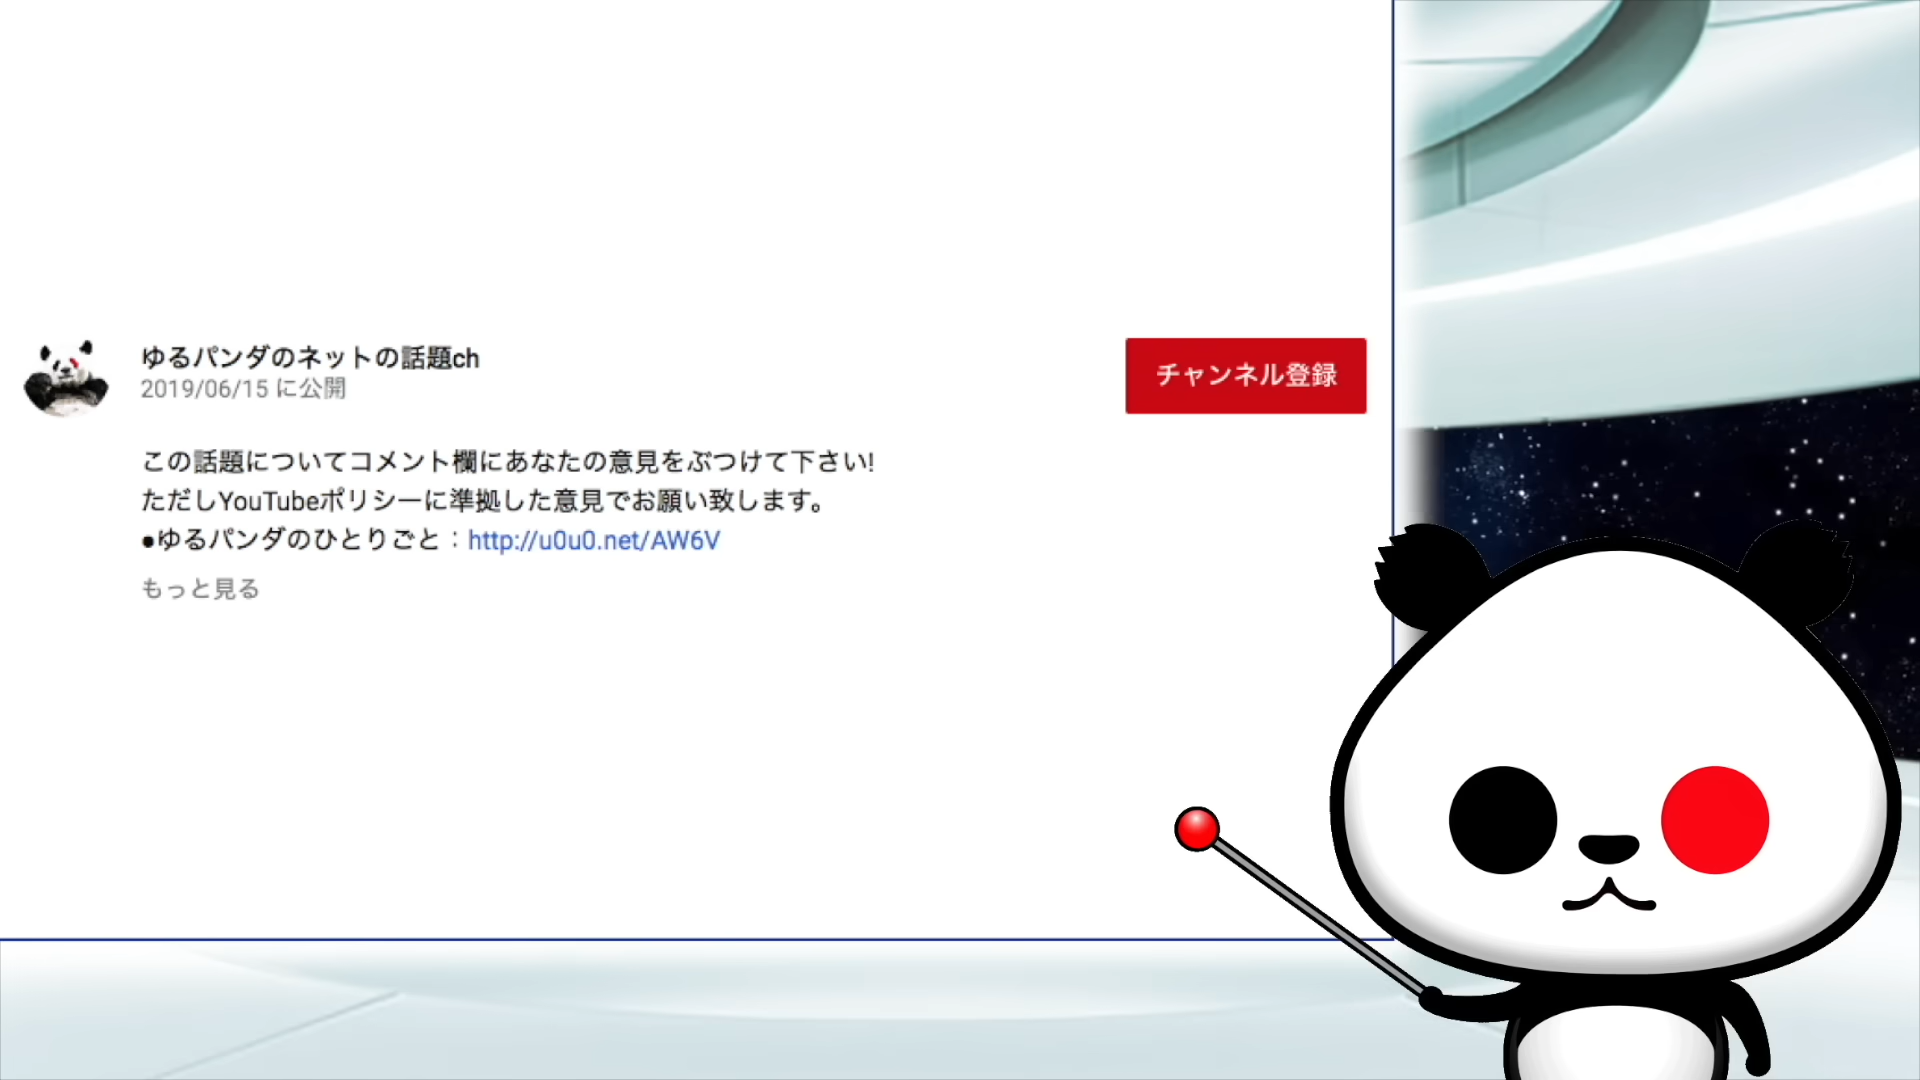 ゆるパンダのネットの話題ch
2019/06/15 に公開
チャンネル登録
この話題についてコメント欄にあなたの意見をぶつけて下さい!
ただしYouTubeポリシーに準拠した意見でお願い致します。
●ゆるパンダのひとりごと：http://u0u0.net/AW6V
もっと見る